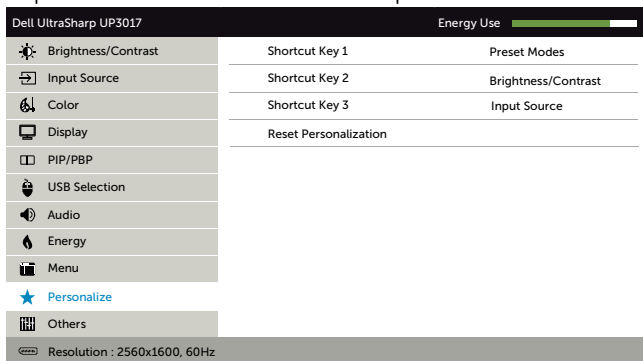 Dell UltraSharp UP3017 Energy Use
Brightness/Contrast Shortcut Key 1 Preset Modes
Input Source Shortcut Key 2 Brightness/Contrast
Color Shortcut Key 3 Input Source
Display Reset Personalization
PIP/PBP
USB Selection
Audio
Energy
Menu
Personalize
Others
Resolution : 2560x1600, 60Hz